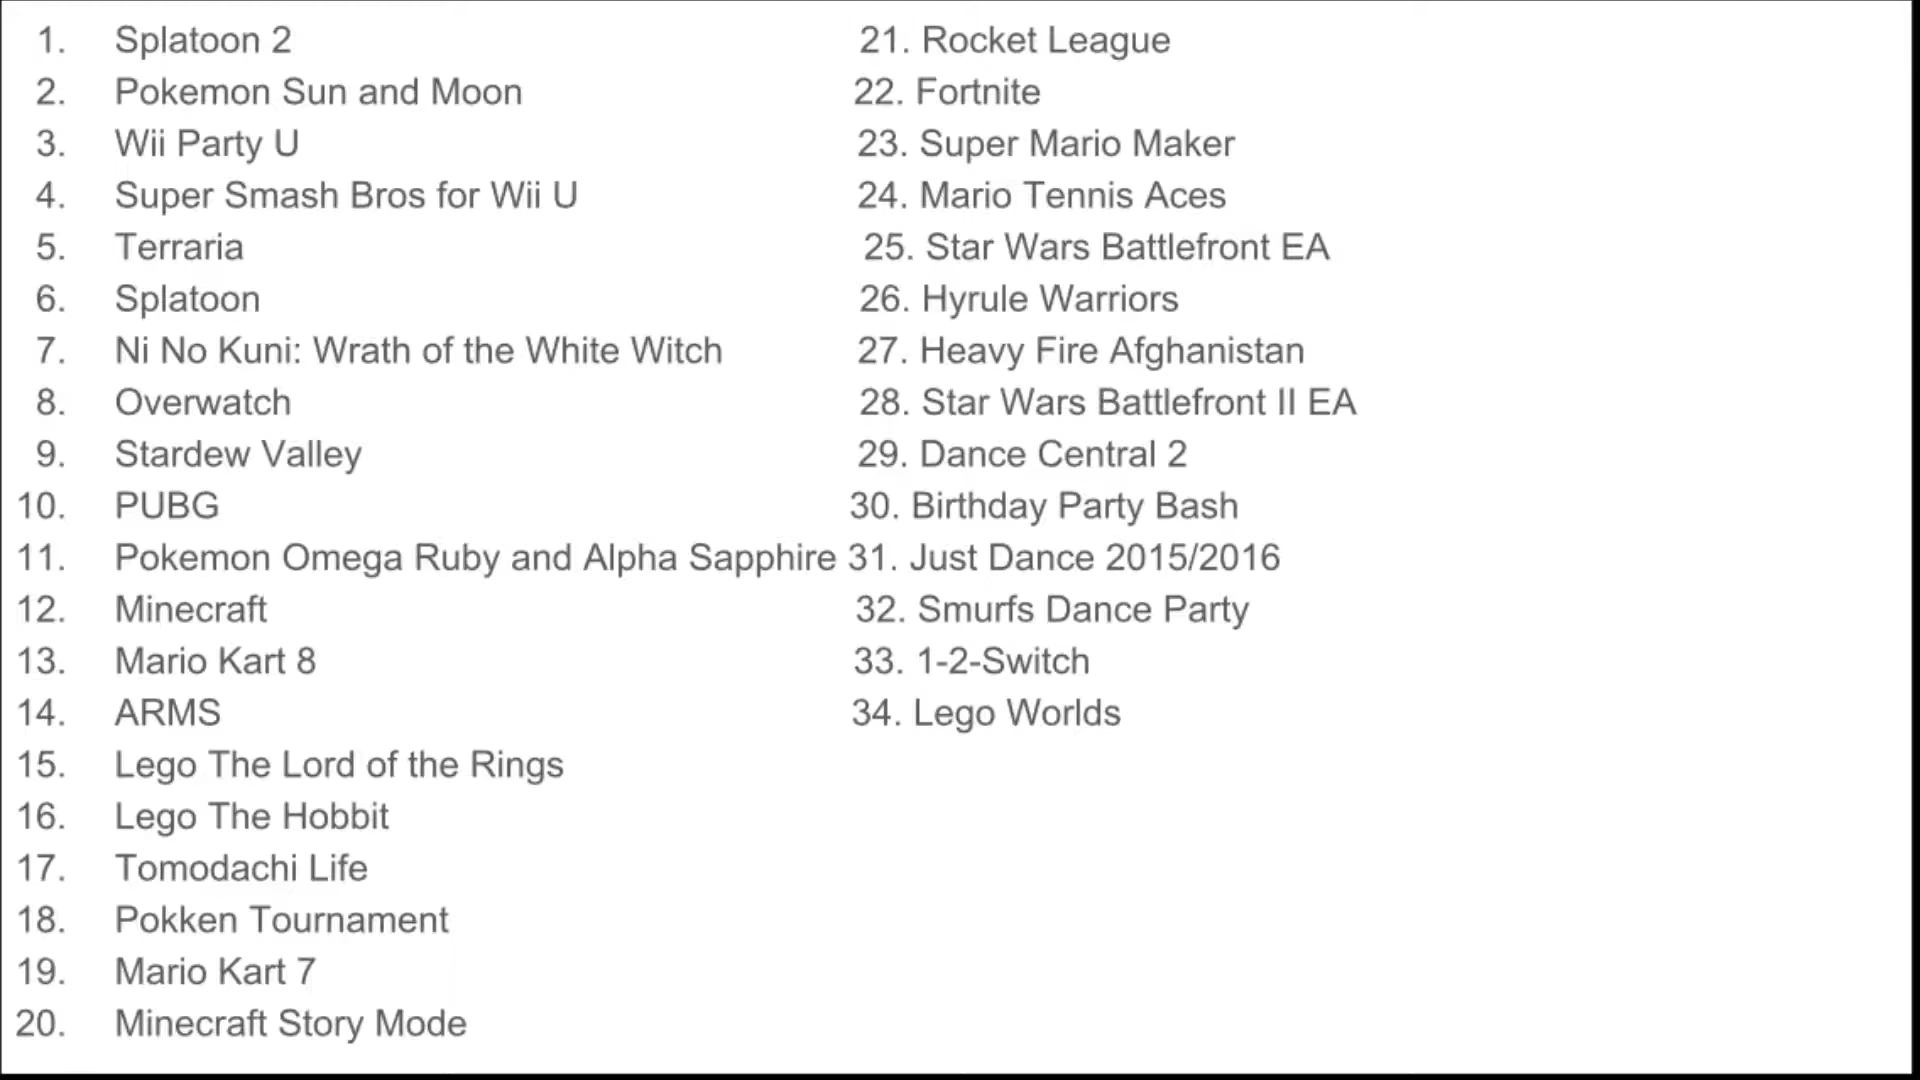 1. Splatoon 2
2. Pokemon Sun and Moon
3. Wii Party U
4. Super Smash Bros for Wii U
5. Terraria
6. Splatoon
7. Ni No Kuni: Wrath of the White Witch
8. Overwatch
9. Stardew Valley
10. PUBG
11. Pokemon Omega Ruby and Alpha Sapphire
12. Minecraft
13. Mario Kart 8
14. ARMS
15. Lego The Lord of the Rings
16. Lego The Hobbit
17. Tomodachi Life
18. Pokken Tournament
19. Mario Kart 7
20. Minecraft Story Mode
21. Rocket League
22. Fortnite
23. Super Mario Maker
24. Mario Tennis Aces
25. Star Wars Battlefront EA
26. Hyrule Warriors
27. Heavy Fire Afghanistan
28. Star Wars Battlefront II EA
29. Dance Central 2
30. Birthday Party Bash
31. Just Dance 2015/2016
32. Smurfs Dance Party
33. 1-2-Switch
34. Lego Worlds